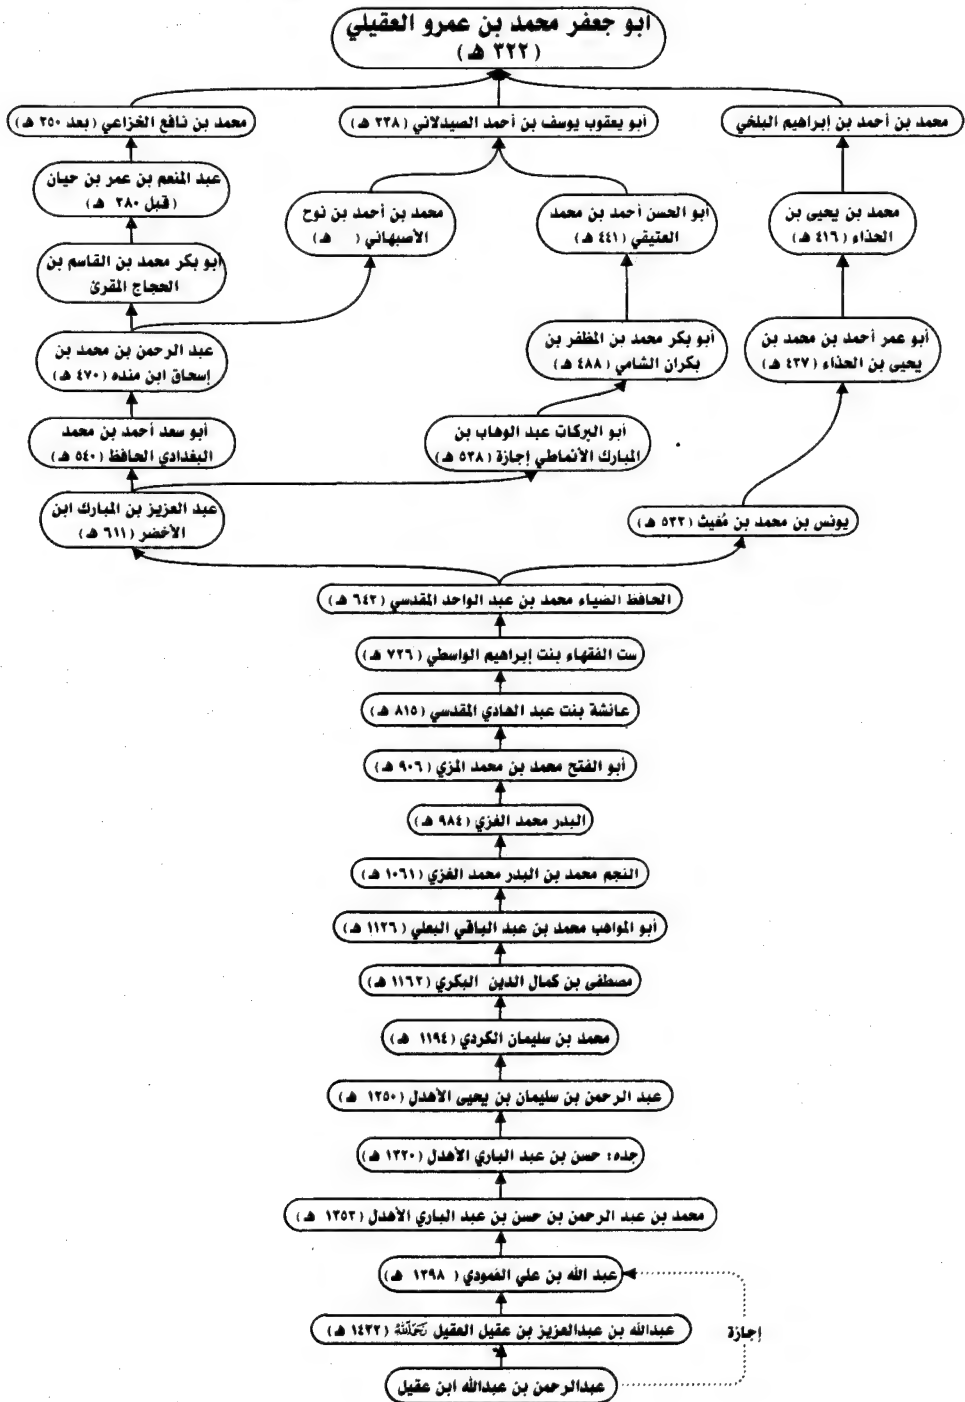 ابو جعفر محمد بن عمرو العقيلي
(٣٢٢ هـ)
محمد بن أحمد بن إبراهيم البلخي
أبو يعقوب يوسف بن أحمد الصيدلاني (٣٣٨ هـ)
محمد بن نافع الخزاعي (بعد ٣٥٠ هـ)
عبد المنعم بن عمر بن حيان
(قبل ٣٨٠ هـ)
محمد بن يحيى بن
الحذاء (٤١٦ هـ)
أبو الحسن أحمد بن محمد
العتيقي (٤٤١ هـ)
محمد بن أحمد بن نوح
الأصبهاني ( هـ)
أبو بكر محمد بن القاسم بن
الحجاج المقرئ
أبو عمر أحمد بن محمد بن
يحيى بن الحذاء (٤٣٧ هـ)
أبو بكر محمد بن المظفر بن
بكران الشامي (٤٨٨ هـ)
عبد الرحمن بن محمد بن
إسحاق ابن منده (٤٧٠ هـ)
أبو البركات عبد الوهاب بن
المبارك الأنماطي إجازة (٥٣٨ هـ)
أبو سعد أحمد بن محمد
البغدادي الحافظ (٥٤٠ هـ)
يونس بن محمد بن مُغيث (٥٣٢ هـ)
عبد العزيز بن المبارك ابن
الأخضر (٦١١ هـ)
الحافظ الضياء محمد بن عبد الواحد المقدسي (٦٤٣ هـ)
ست الفقهاء بنت إبراهيم الواسطي (٧٢٦ هـ)
عائشة بنت عبد الهادي المقدسي (٨١٥ هـ)
أبو الفتح محمد بن محمد المزي (٩٠٦ هـ)
البدر محمد الغزي (٩٨٤ هـ)
النجم محمد بن البدر محمد الغزي (١٠٦١ هـ)
أبو المواهب محمد بن عبد الباقي البعلي (١١٢٦ هـ)
مصطفى بن كمال الدين البكري (١١٦٢ هـ)
محمد بن سليمان الكردي (١١٩٤ هـ)
عبد الرحمن بن سليمان بن يحيى الأهدل (١٢٥٠ هـ)
جده: حسن بن عبد الباري الأهدل (١٣٢٠ هـ)
محمد بن عبد الرحمن بن حسن بن عبد الباري الأهدل (١٣٥٢ هـ)
عبد الله بن علي العمودي ( ١٣٩٨ هـ)
عبدالله بن عبدالعزيز بن عقيل العقيل رَحِمَهُ اللَّهُ (١٤٣٢ هـ)
إجازة
عبدالرحمن بن عبدالله ابن عقيل